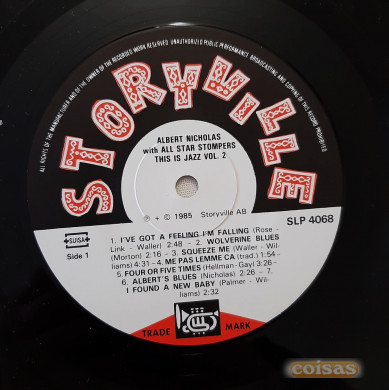 ALL RIGHTS OF THE MANUFACTURER AND OF THE OWNER OF THE RECORDED WORK RESERVED UNAUTHORIZED PUBLIC PERFORMANCE BROADCASTING AND COPYING OF THIS RECORD PROHIBITED
STORYVILLE
ALBERT NICHOLAS
with ALL STAR STOMPERS
THIS IS JAZZ VOL. 2
℗ + © 1985 Storyville AB
SUISA
SLP 4068
Side 1
1. I'VE GOT A FEELING I'M FALLING (Rose -
Link - Waller) 2:48 - 2. WOLVERINE BLUES
(Morton) 2:16 - 3. SQUEEZE ME (Waller - Wil-
liams) 4:31 - 4. ME PAS LEMME CA (trad.) 1:54 -
5. FOUR OR FIVE TIMES (Hellman-Gay) 3:23 -
6. ALBERT'S BLUES (Nicholas) 2:26 - 7.
I FOUND A NEW BABY (Palmer - Wil-
liams) 2:32
TRADE MARK
coisas